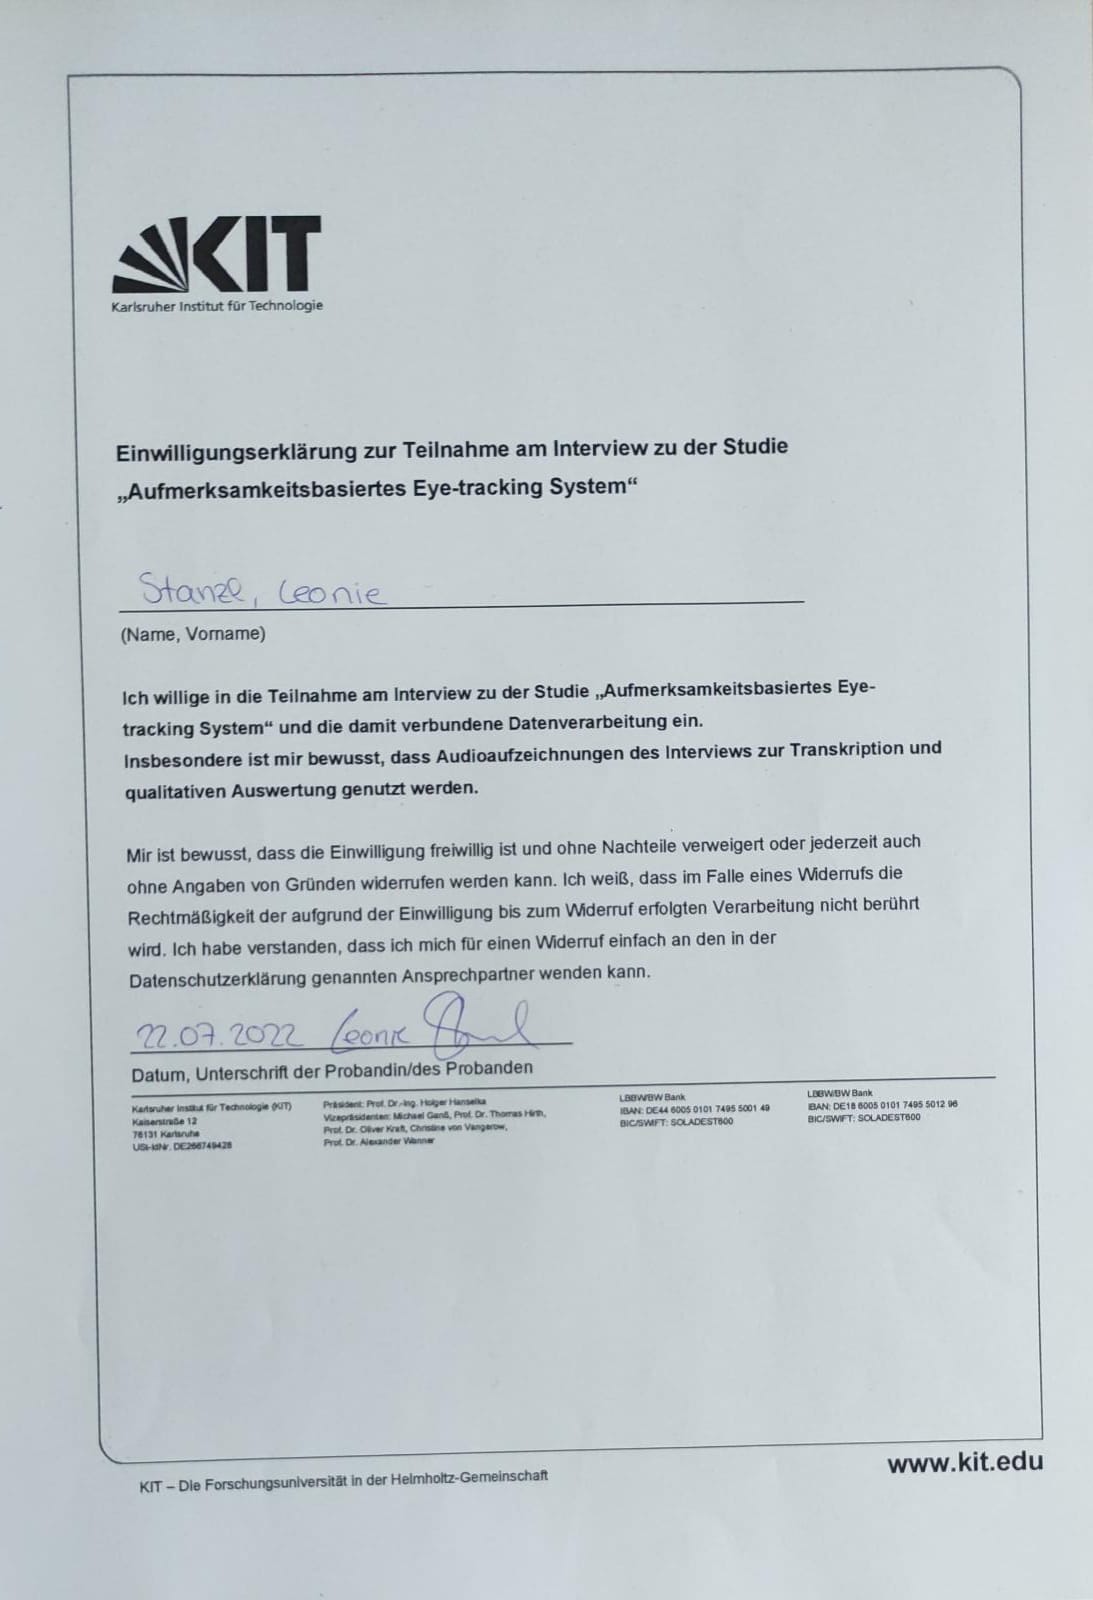 KIT
Karlsruher Institut für Technologie
Einwilligungserklärung zur Teilnahme am Interview zu der Studie
„Aufmerksamkeitsbasiertes Eye-tracking System“
Stanzl, Leonie
(Name, Vorname)
Ich willige in die Teilnahme am Interview zu der Studie „Aufmerksamkeitsbasiertes Eye-
tracking System“ und die damit verbundene Datenverarbeitung ein.
Insbesondere ist mir bewusst, dass Audioaufzeichnungen des Interviews zur Transkription und
qualitativen Auswertung genutzt werden.
Mir ist bewusst, dass die Einwilligung freiwillig ist und ohne Nachteile verweigert oder jederzeit auch
ohne Angaben von Gründen widerrufen werden kann. Ich weiß, dass im Falle eines Widerrufs die
Rechtmäßigkeit der aufgrund der Einwilligung bis zum Widerruf erfolgten Verarbeitung nicht berührt
wird. Ich habe verstanden, dass ich mich für einen Widerruf einfach an den in der
Datenschutzerklärung genannten Ansprechpartner wenden kann.
22.07.2022 Leonie Stanzl
Datum, Unterschrift der Probandin/des Probanden
Karlsruher Institut für Technologie (KIT)
Kaiserstraße 12
76131 Karlsruhe
USt-IdNr. DE266749428
Präsident: Prof. Dr.-Ing. Holger Hanselka
Vizepräsidenten: Michael Ganß, Prof. Dr. Thomas Hirth,
Prof. Dr. Oliver Kraft, Christine von Vangerow,
Prof. Dr. Alexander Wanner
LBBW/BW Bank
IBAN: DE44 6005 0101 7495 5001 49
BIC/SWIFT: SOLADEST600
LBBW/BW Bank
IBAN: DE18 6005 0101 7495 5012 96
BIC/SWIFT: SOLADEST600
KIT – Die Forschungsuniversität in der Helmholtz-Gemeinschaft
www.kit.edu